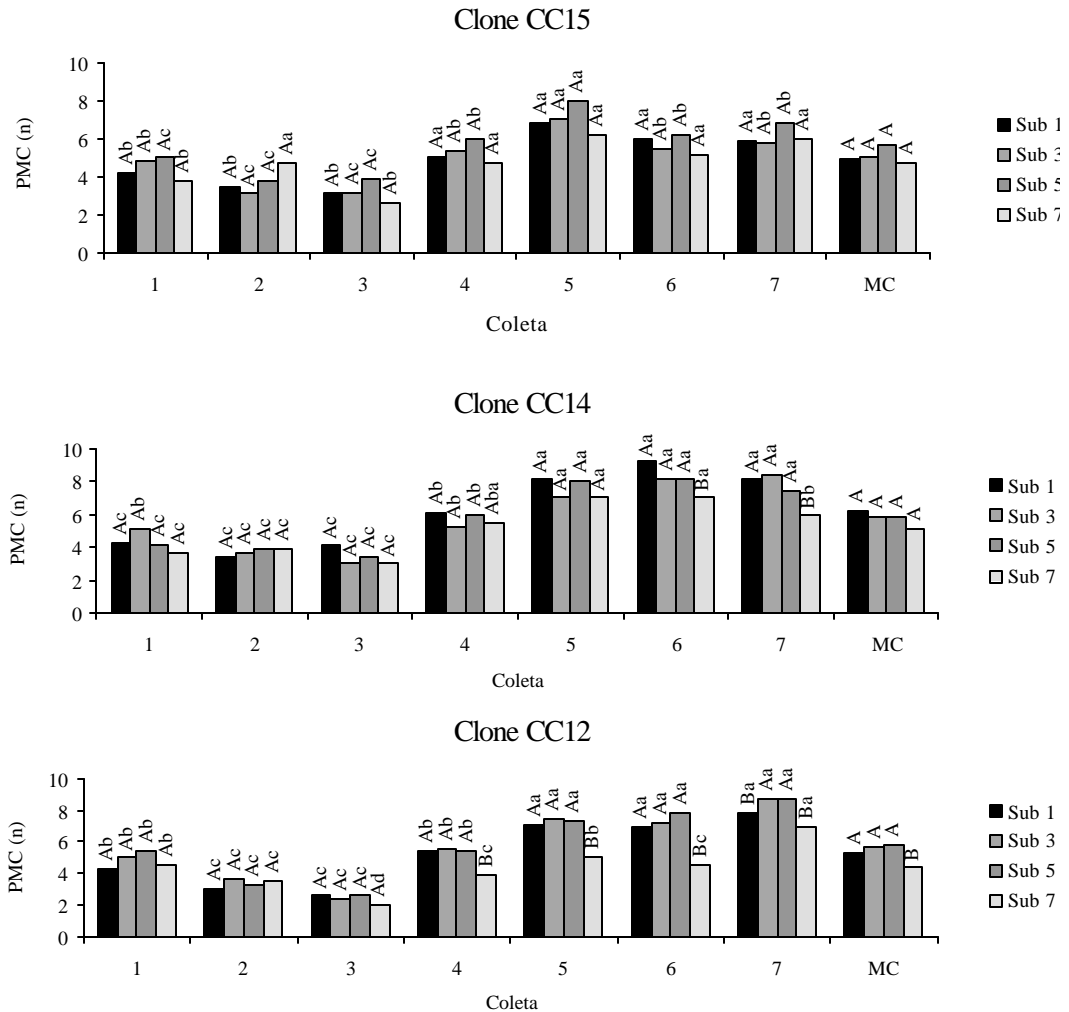 Clone CC15
PMC (n)
10
8
6
4
2
0
Ab Ab Ac Ab
Ab Ac Ac Aa
Ab Ac Ac Ab
Aa Ab Ab Aa
Aa Aa Aa Aa
Aa Ab Ab Aa
Aa Ab Ab Aa
A A A A
1 2 3 4 5 6 7 MC
Coleta
Sub 1
Sub 3
Sub 5
Sub 7
Clone CC14
PMC (n)
10
8
6
4
2
0
Ac Ab Ac Ac
Ac Ac Ac Ac
Ac Ac Ac Ac
Ab Ab Ab Aba
Aa Aa Aa Aa
Aa Aa Aa Ba
Aa Aa Aa Bb
A A A A
1 2 3 4 5 6 7 MC
Coleta
Sub 1
Sub 3
Sub 5
Sub 7
Clone CC12
PMC (n)
10
8
6
4
2
0
Ab Ab Ab Ab
Ac Ac Ac Ac
Ac Ac Ac Ad
Ab Ab Ab Bc
Aa Aa Aa Bb
Aa Aa Aa Bc
Ba Aa Aa Ba
A A A B
1 2 3 4 5 6 7 MC
Coleta
Sub 1
Sub 3
Sub 5
Sub 7